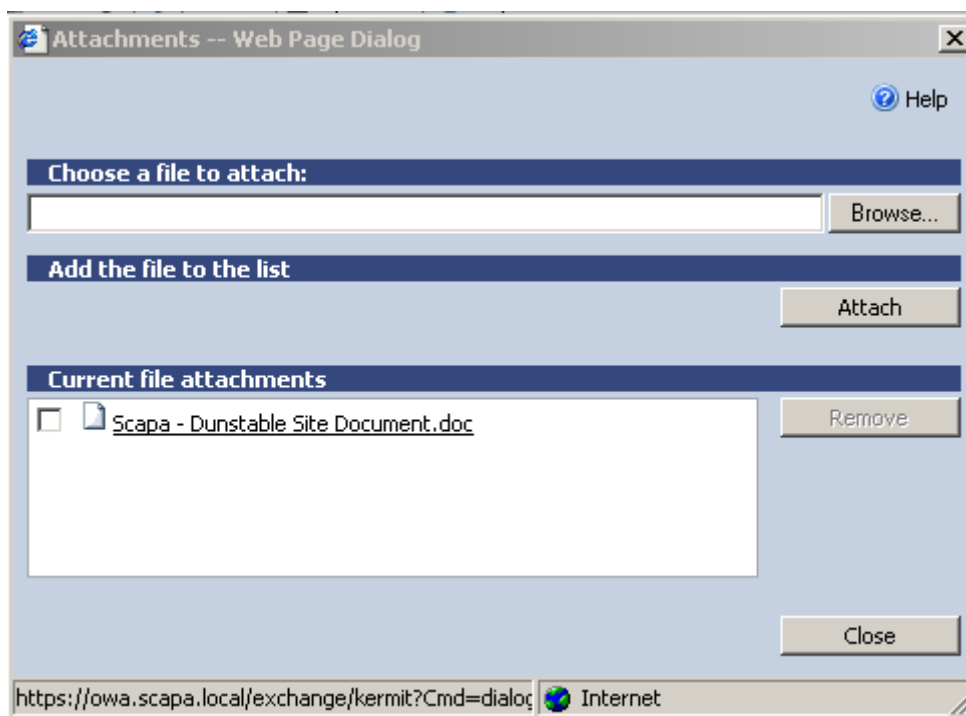 Attachments -- Web Page Dialog
Help
Choose a file to attach:
Browse...
Add the file to the list
Attach
Current file attachments
Scapa - Dunstable Site Document.doc
Remove
Close
https://owa.scapa.local/exchange/kermit?Cmd=dialog
Internet